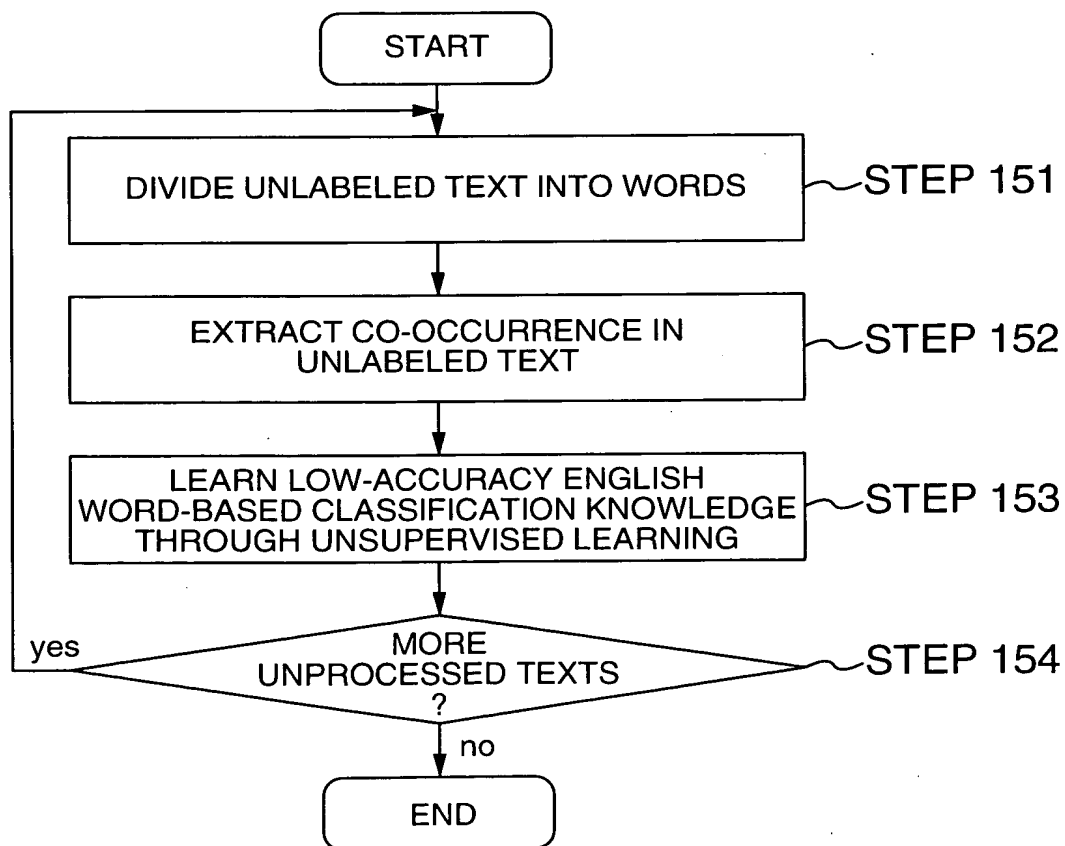 START
DIVIDE UNLABELED TEXT INTO WORDS
STEP 151
EXTRACT CO-OCCURRENCE IN
UNLABELED TEXT
STEP 152
LEARN LOW-ACCURACY ENGLISH
WORD-BASED CLASSIFICATION KNOWLEDGE
THROUGH UNSUPERVISED LEARNING
STEP 153
yes
MORE
UNPROCESSED TEXTS
?
STEP 154
no
END